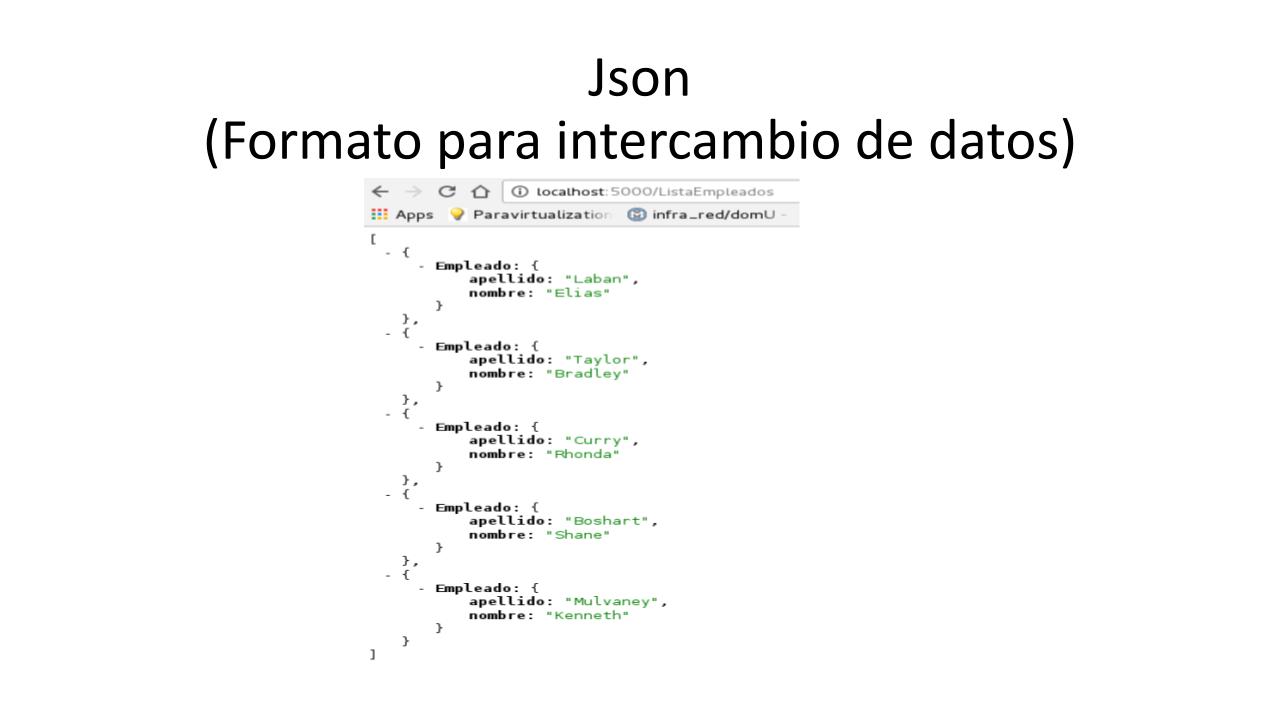 Json
(Formato para intercambio de datos)
localhost:5000/ListaEmpleados
Apps Paravirtualization infra_red/domU -
[
- {
- Empleado: {
apellido: "Laban",
nombre: "Elias"
}
},
- {
- Empleado: {
apellido: "Taylor",
nombre: "Bradley"
}
},
- {
- Empleado: {
apellido: "Curry",
nombre: "Rhonda"
}
},
- {
- Empleado: {
apellido: "Boshart",
nombre: "Shane"
}
},
- {
- Empleado: {
apellido: "Mulvaney",
nombre: "Kenneth"
}
}
]